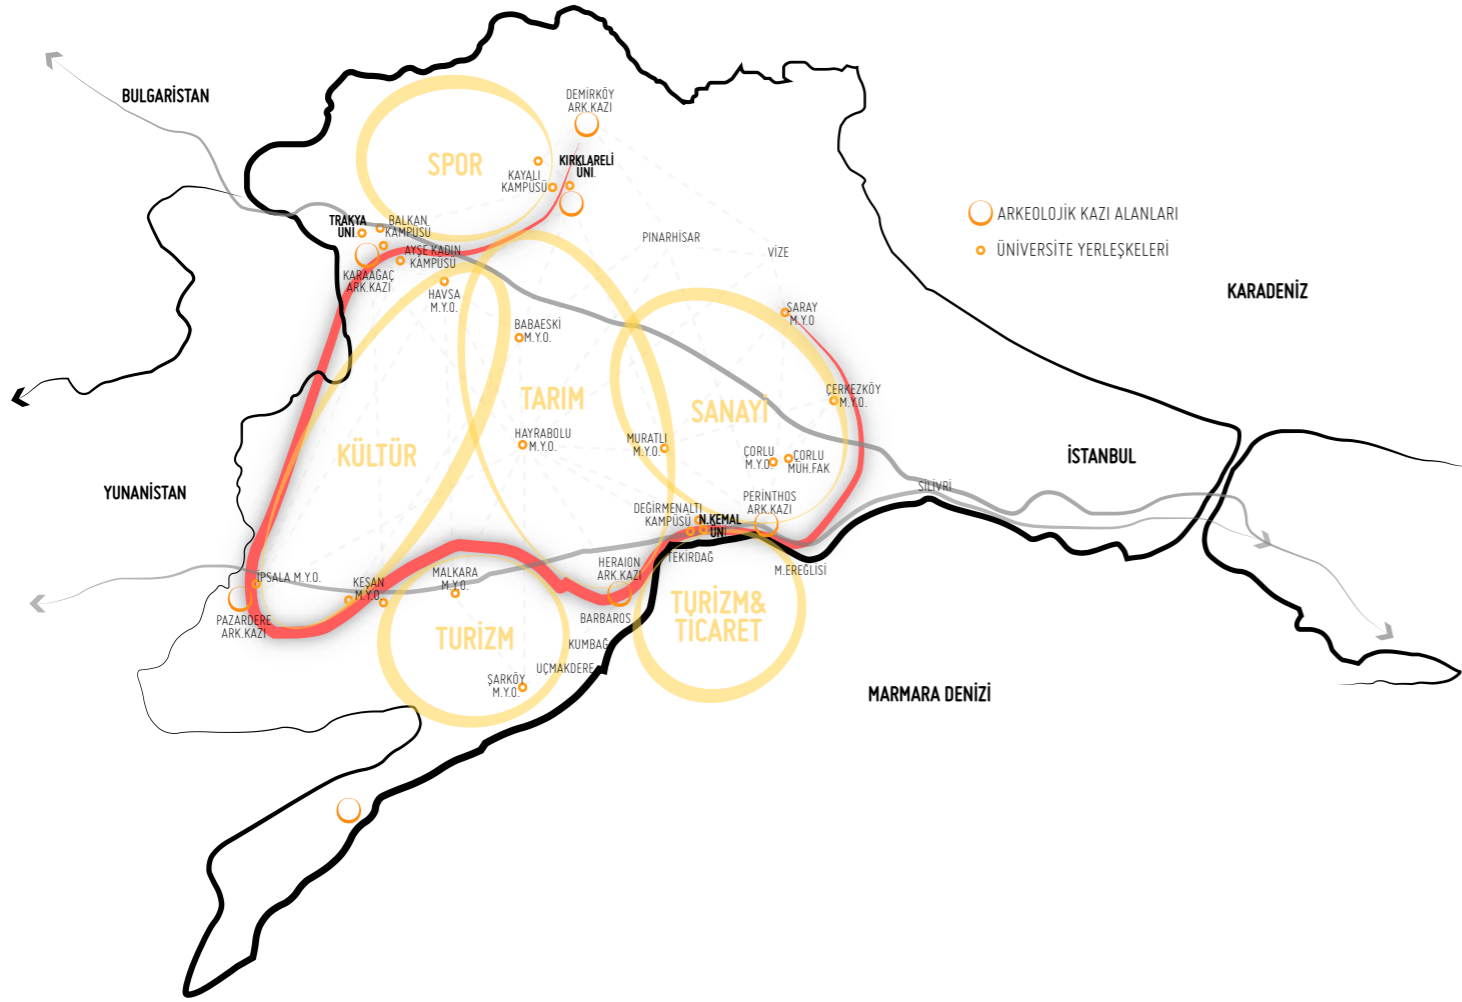 BULGARİSTAN
DEMİRKÖY
ARK.KAZI
SPOR
KIRKLARELİ
ÜNİ.
KAYALI
KAMPÜSÜ
TRAKYA
ÜNİ.
BALKAN
KAMPÜSÜ
AYŞE KADIN
KAMPÜSÜ
KARAAĞAÇ
ARK.KAZI
HAVSA
M.Y.O.
PINARHİSAR
VİZE
ARKEOLOJİK KAZI ALANLARI
ÜNİVERSİTE YERLEŞKELERİ
KARADENİZ
SARAY
M.Y.O
BABAESKİ
M.Y.O.
TARIM
SANAYİ
ÇERKEZKÖY
M.Y.O.
KÜLTÜR
HAYRABOLU
M.Y.O.
MURATLI
M.Y.O.
ÇORLU
M.Y.O.
ÇORLU
MÜH.FAK
İSTANBUL
YUNANİSTAN
SİLİVRİ
PERİNTHOS
ARK.KAZI
DEĞİRMENALTI
KAMPÜSÜ
N.KEMAL
ÜNİ
TEKİRDAĞ
M.EREĞLİSİ
İPSALA M.Y.O.
KEŞAN
M.Y.O.
MALKARA
M.Y.O.
HERAION
ARK.KAZI
PAZARDERE
ARK.KAZI
BARBAROS
TURİZM&
TİCARET
TURİZM
KUMBAĞ
UÇMAKDERE
ŞARKÖY
M.Y.O.
MARMARA DENİZİ